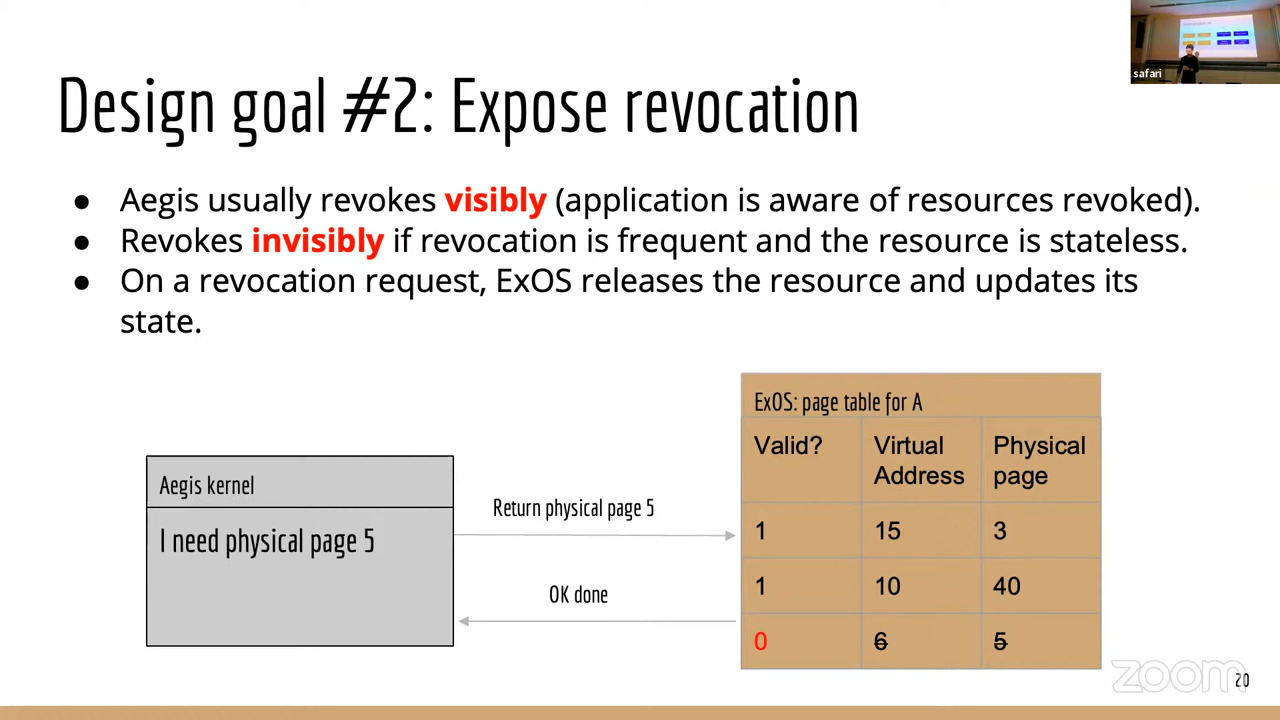 safari
Design goal #2: Expose revocation
● Aegis usually revokes visibly (application is aware of resources revoked).
● Revokes invisibly if revocation is frequent and the resource is stateless.
● On a revocation request, ExOS releases the resource and updates its
state.
Aegis kernel
I need physical page 5
Return physical page 5
OK done
ExOS: page table for A
Valid? Virtual Address Physical page
1 15 3
1 10 40
0 6 5
zoom
20